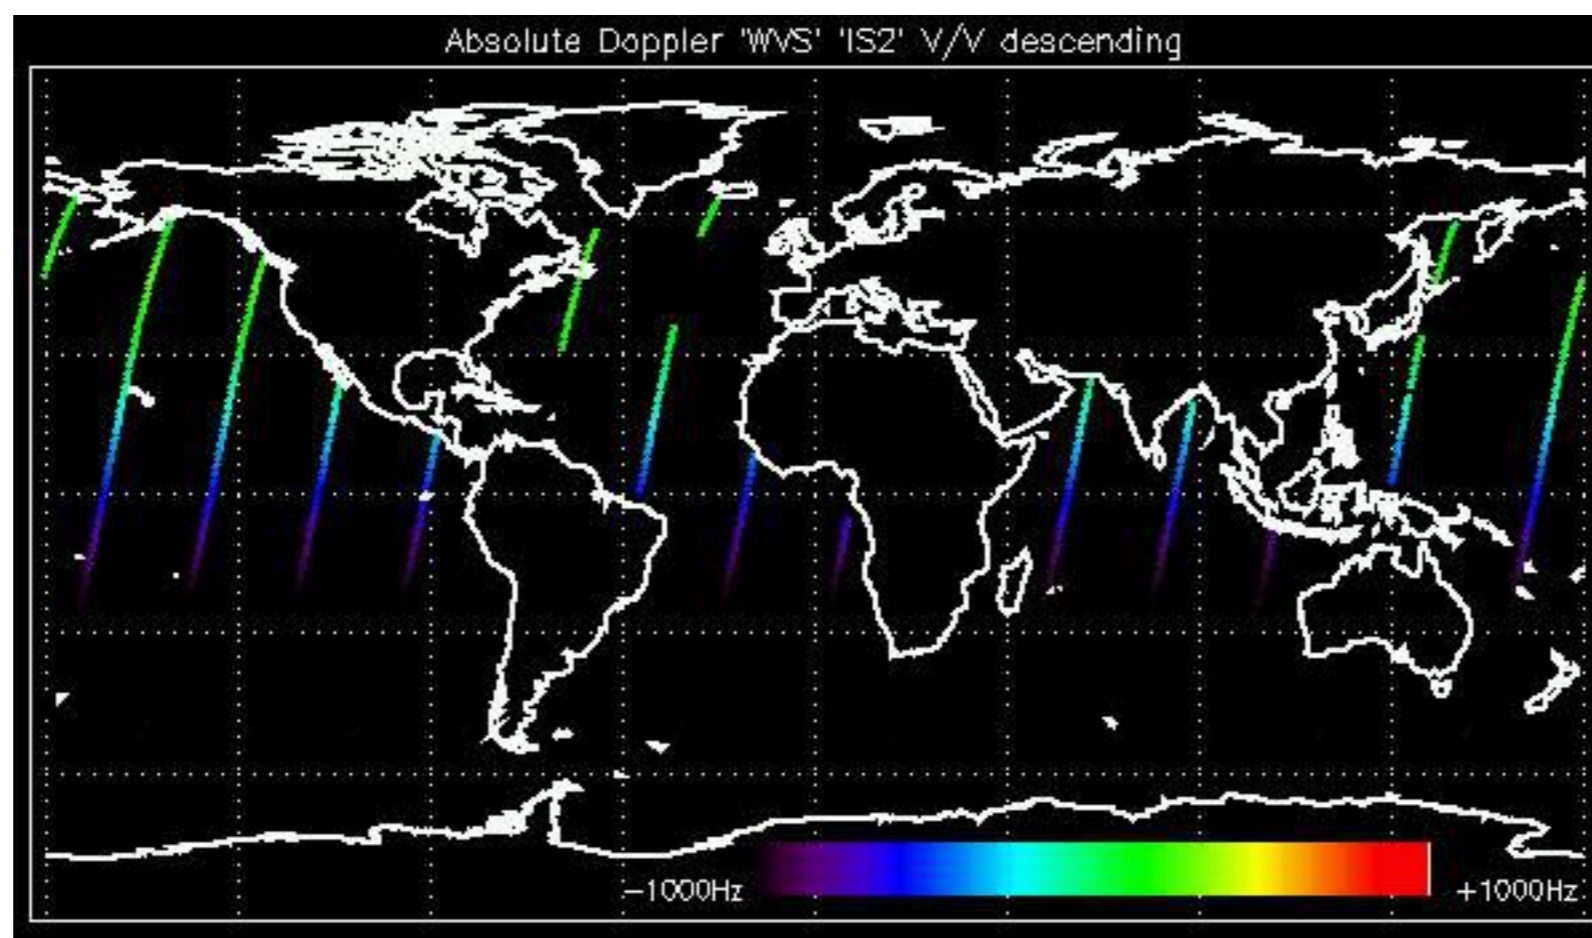 Absolute Doppler 'WVS' 'IS2' V/V descending
-1000Hz
+1000Hz